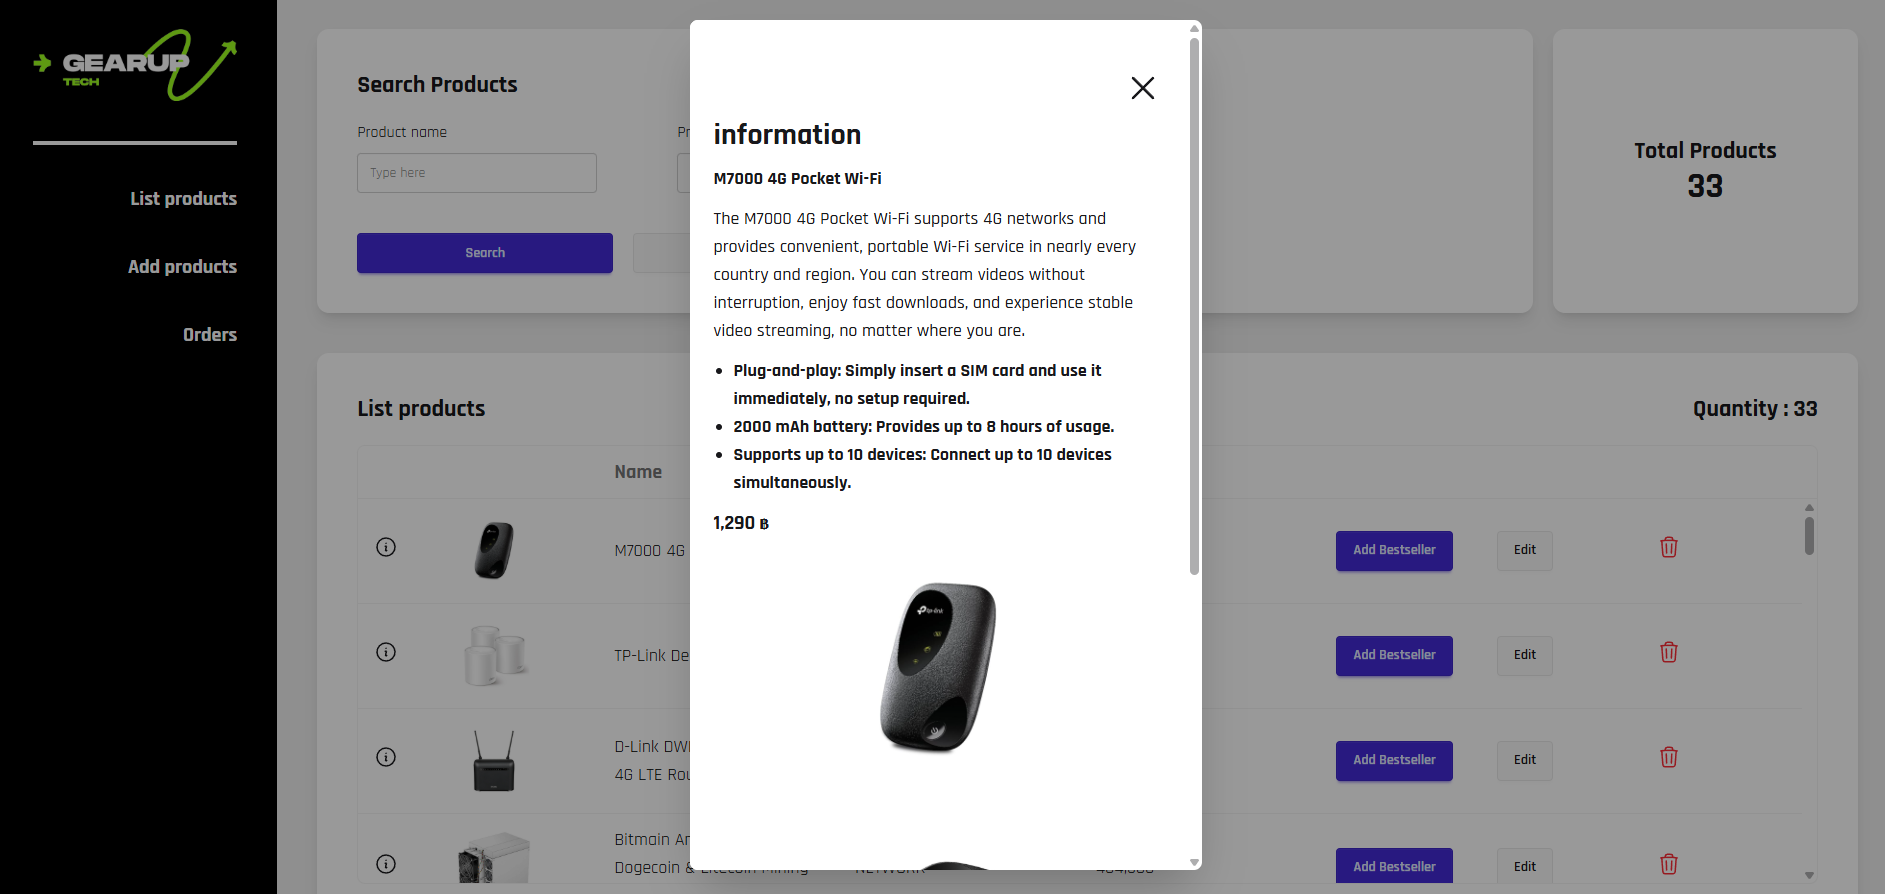 GEARUP
TECH
List products
Add products
Orders
Search Products
Product name
Pr
Type here
Search
Total Products
33
information
M7000 4G Pocket Wi-Fi
The M7000 4G Pocket Wi-Fi supports 4G networks and
provides convenient, portable Wi-Fi service in nearly every
country and region. You can stream videos without
interruption, enjoy fast downloads, and experience stable
video streaming, no matter where you are.
• Plug-and-play: Simply insert a SIM card and use it
immediately, no setup required.
• 2000 mAh battery: Provides up to 8 hours of usage.
• Supports up to 10 devices: Connect up to 10 devices
simultaneously.
1,290 ฿
tp-link
List products
Quantity : 33
Name
M7000 4G
Add Bestseller
Edit
TP-Link De
Add Bestseller
Edit
D-Link DW
4G LTE Rou
Add Bestseller
Edit
Bitmain An
Dogecoin & Litecoin Mining
NETWORK
Add Bestseller
Edit